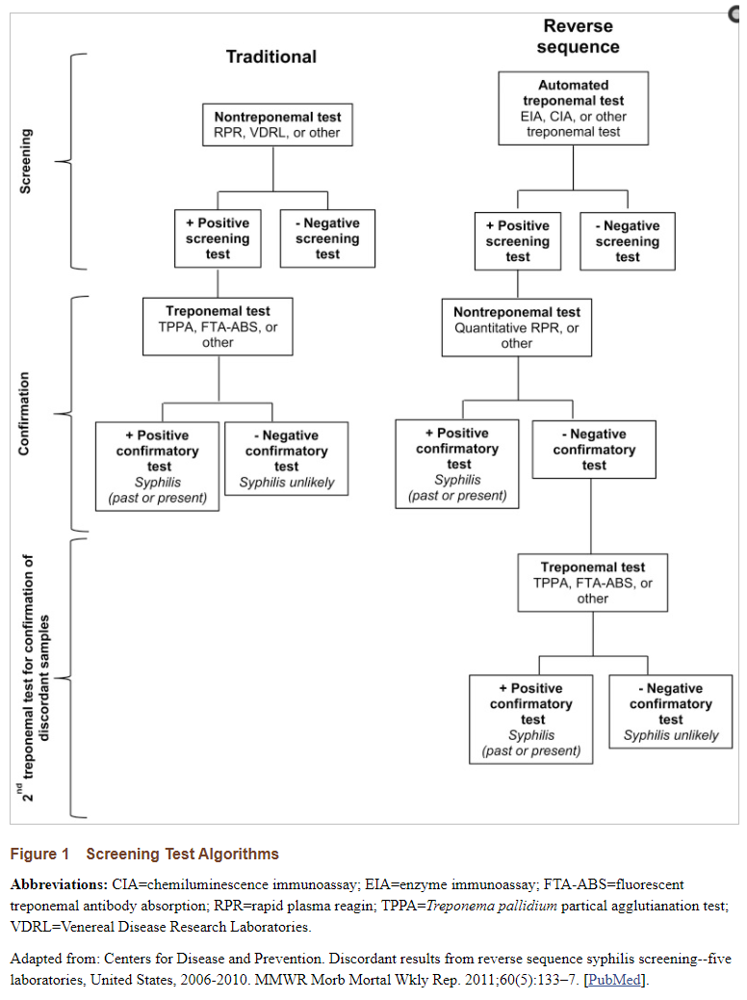 Traditional
Reverse
sequence
Screening
Nontreponemal test
RPR, VDRL, or other
Automated
treponemal test
EIA, CIA, or other
treponemal test
+ Positive
screening
test
- Negative
screening
test
+ Positive
screening
test
- Negative
screening
test
Confirmation
Treponemal test
TPPA, FTA-ABS, or
other
Nontreponemal test
Quantitative RPR, or
other
+ Positive
confirmatory
test
Syphilis
(past or present)
- Negative
confirmatory
test
Syphilis unlikely
+ Positive
confirmatory
test
Syphilis
(past or present)
- Negative
confirmatory
test
2nd treponemal test for confirmation of
discordant samples
Treponemal test
TPPA, FTA-ABS, or
other
+ Positive
confirmatory
test
Syphilis
(past or present)
- Negative
confirmatory
test
Syphilis unlikely
Figure 1 Screening Test Algorithms
Abbreviations: CIA=chemiluminescence immunoassay; EIA=enzyme immunoassay; FTA-ABS=fluorescent
treponemal antibody absorption; RPR=rapid plasma reagin; TPPA=Treponema pallidium partical agglutianation test;
VDRL=Venereal Disease Research Laboratories.
Adapted from: Centers for Disease and Prevention. Discordant results from reverse sequence syphilis screening--five
laboratories, United States, 2006-2010. MMWR Morb Mortal Wkly Rep. 2011;60(5):133–7. [PubMed].